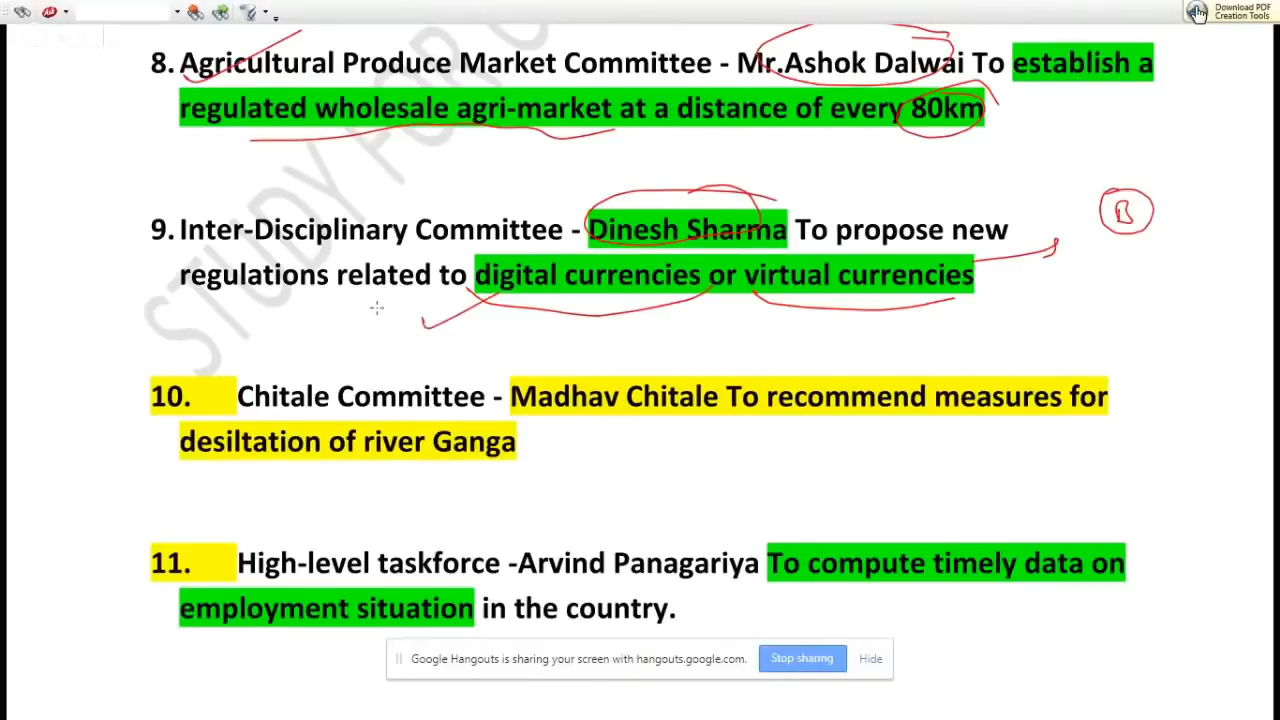 Download PDF
Creation Tools
8. Agricultural Produce Market Committee - Mr.Ashok Dalwai To establish a
regulated wholesale agri-market at a distance of every 80km
9. Inter-Disciplinary Committee - Dinesh Sharma To propose new
B
regulations related to digital currencies or virtual currencies
10. Chitale Committee - Madhav Chitale To recommend measures for
desiltation of river Ganga
11. High-level taskforce -Arvind Panagariya To compute timely data on
employment situation in the country.
Google Hangouts is sharing your screen with hangouts.google.com. Stop sharing Hide
STUDY FOR